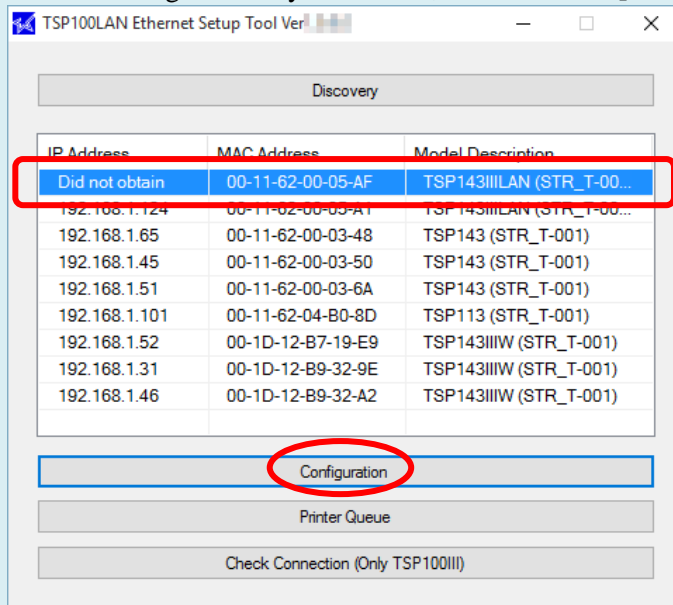 TSP100LAN Ethernet Setup Tool Ver
Discovery
IP Address MAC Address Model Description
Did not obtain 00-11-62-00-05-AF TSP143IIILAN (STR_T-00...
192.168.1.124 00-11-62-00-05-A1 TSP143IIILAN (STR_T-00...
192.168.1.65 00-11-62-00-03-48 TSP143 (STR_T-001)
192.168.1.45 00-11-62-00-03-50 TSP143 (STR_T-001)
192.168.1.51 00-11-62-00-03-6A TSP143 (STR_T-001)
192.168.1.101 00-11-62-04-B0-8D TSP113 (STR_T-001)
192.168.1.52 00-1D-12-B7-19-E9 TSP143IIIW (STR_T-001)
192.168.1.31 00-1D-12-B9-32-9E TSP143IIIW (STR_T-001)
192.168.1.46 00-1D-12-B9-32-A2 TSP143IIIW (STR_T-001)
Configuration
Printer Queue
Check Connection (Only TSP100III)